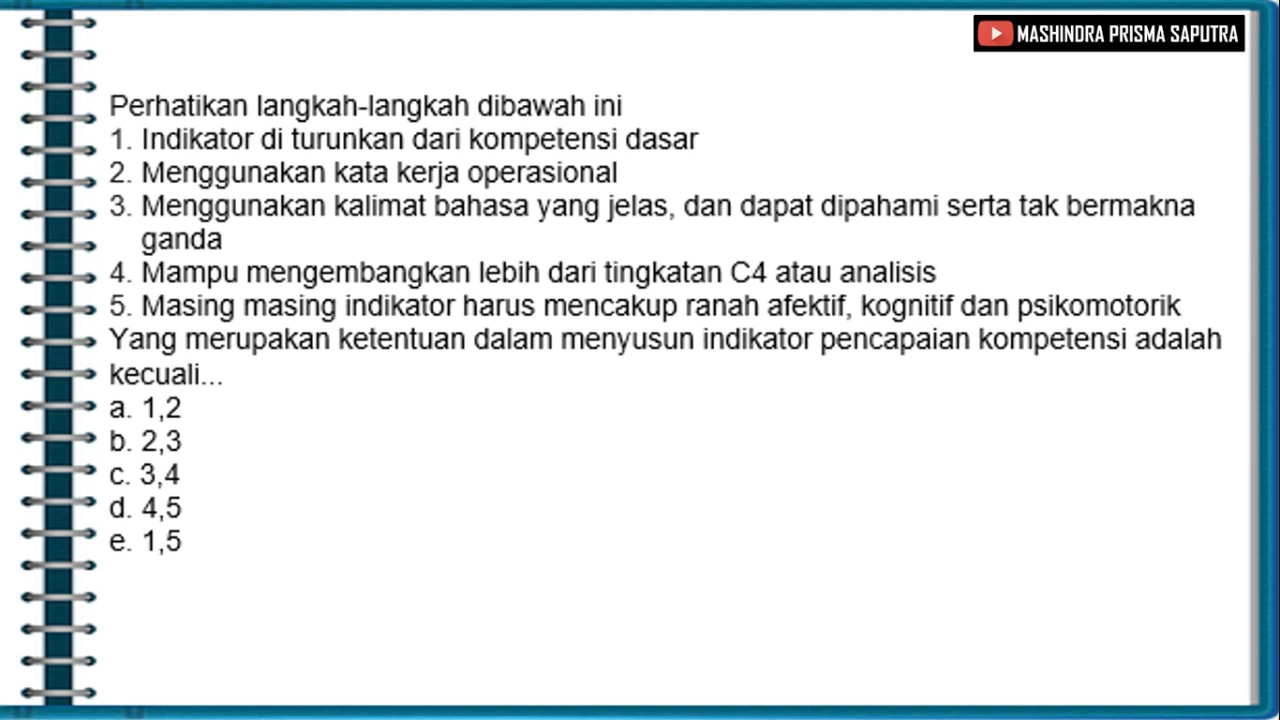 MASHINDRA PRISMA SAPUTRA
Perhatikan langkah-langkah dibawah ini
1. Indikator di turunkan dari kompetensi dasar
2. Menggunakan kata kerja operasional
3. Menggunakan kalimat bahasa yang jelas, dan dapat dipahami serta tak bermakna
ganda
4. Mampu mengembangkan lebih dari tingkatan C4 atau analisis
5. Masing masing indikator harus mencakup ranah afektif, kognitif dan psikomotorik
Yang merupakan ketentuan dalam menyusun indikator pencapaian kompetensi adalah
kecuali...
a. 1,2
b. 2,3
c. 3,4
d. 4,5
e. 1,5